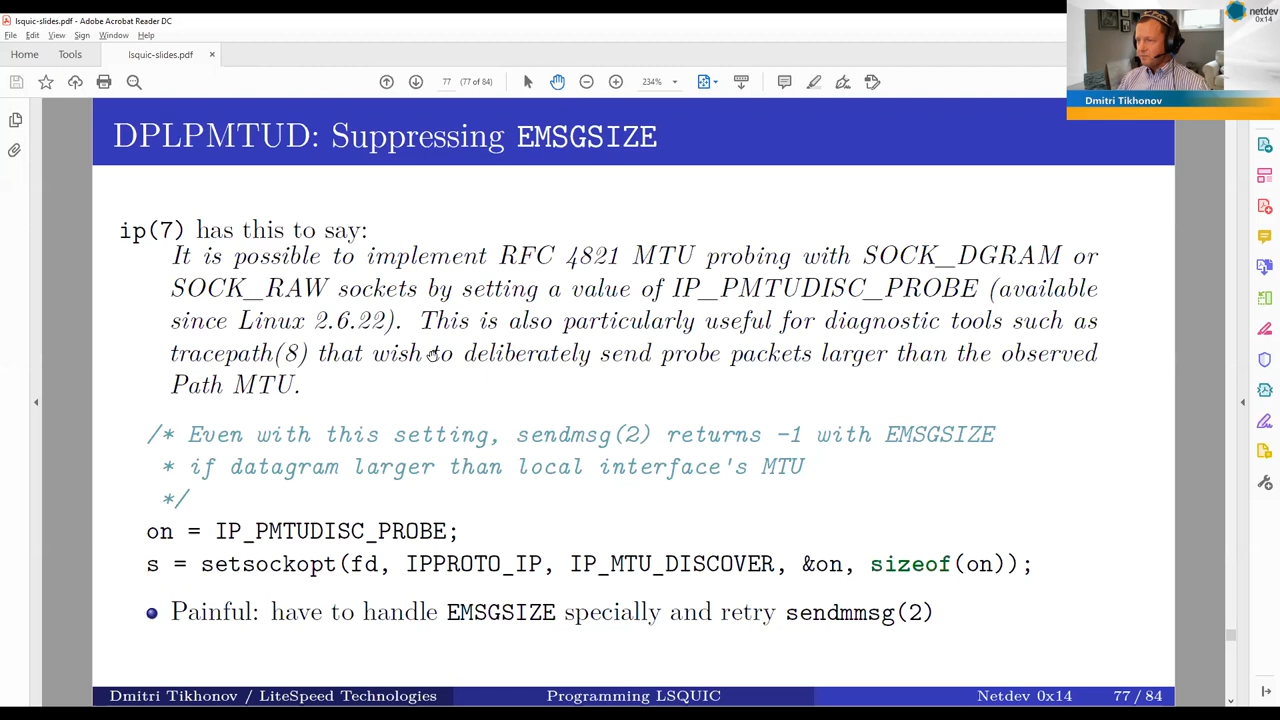 lsquic-slides.pdf - Adobe Acrobat Reader DC
File Edit View Sign Window Help
Home Tools lsquic-slides.pdf ×
77 (77 of 84) 234%
netdev
0x14
Dmitri Tikhonov
DPLPMTUD: Suppressing EMSGSIZE
ip(7) has this to say:
It is possible to implement RFC 4821 MTU probing with SOCK_DGRAM or
SOCK_RAW sockets by setting a value of IP_PMTUDISC_PROBE (available
since Linux 2.6.22). This is also particularly useful for diagnostic tools such as
tracepath(8) that wish to deliberately send probe packets larger than the observed
Path MTU.
/* Even with this setting, sendmsg(2) returns -1 with EMSGSIZE
* if datagram larger than local interface's MTU
*/
on = IP_PMTUDISC_PROBE;
s = setsockopt(fd, IPPROTO_IP, IP_MTU_DISCOVER, &on, sizeof(on));
Painful: have to handle EMSGSIZE specially and retry sendmmsg(2)
Dmitri Tikhonov / LiteSpeed Technologies Programming LSQUIC Netdev 0x14 77 / 84